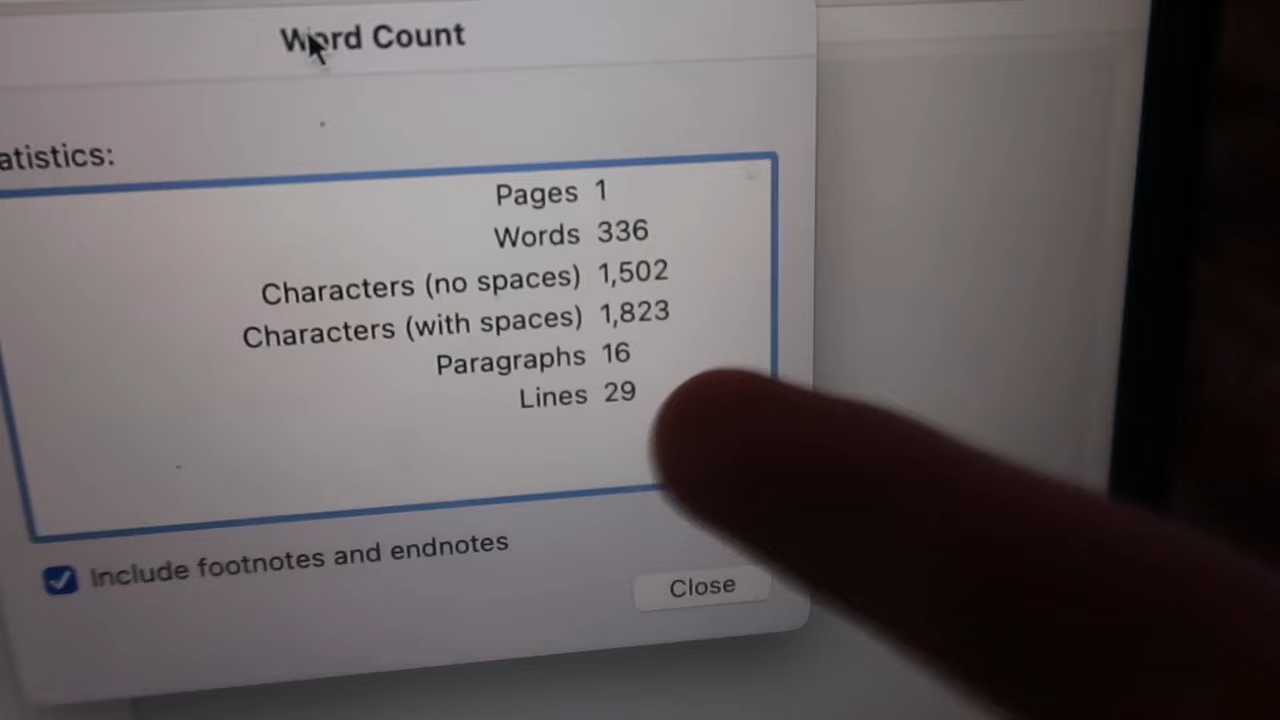 Word Count
atistics:
Pages 1
Words 336
Characters (no spaces) 1,502
Characters (with spaces) 1,823
Paragraphs 16
Lines 29
Include footnotes and endnotes
Close